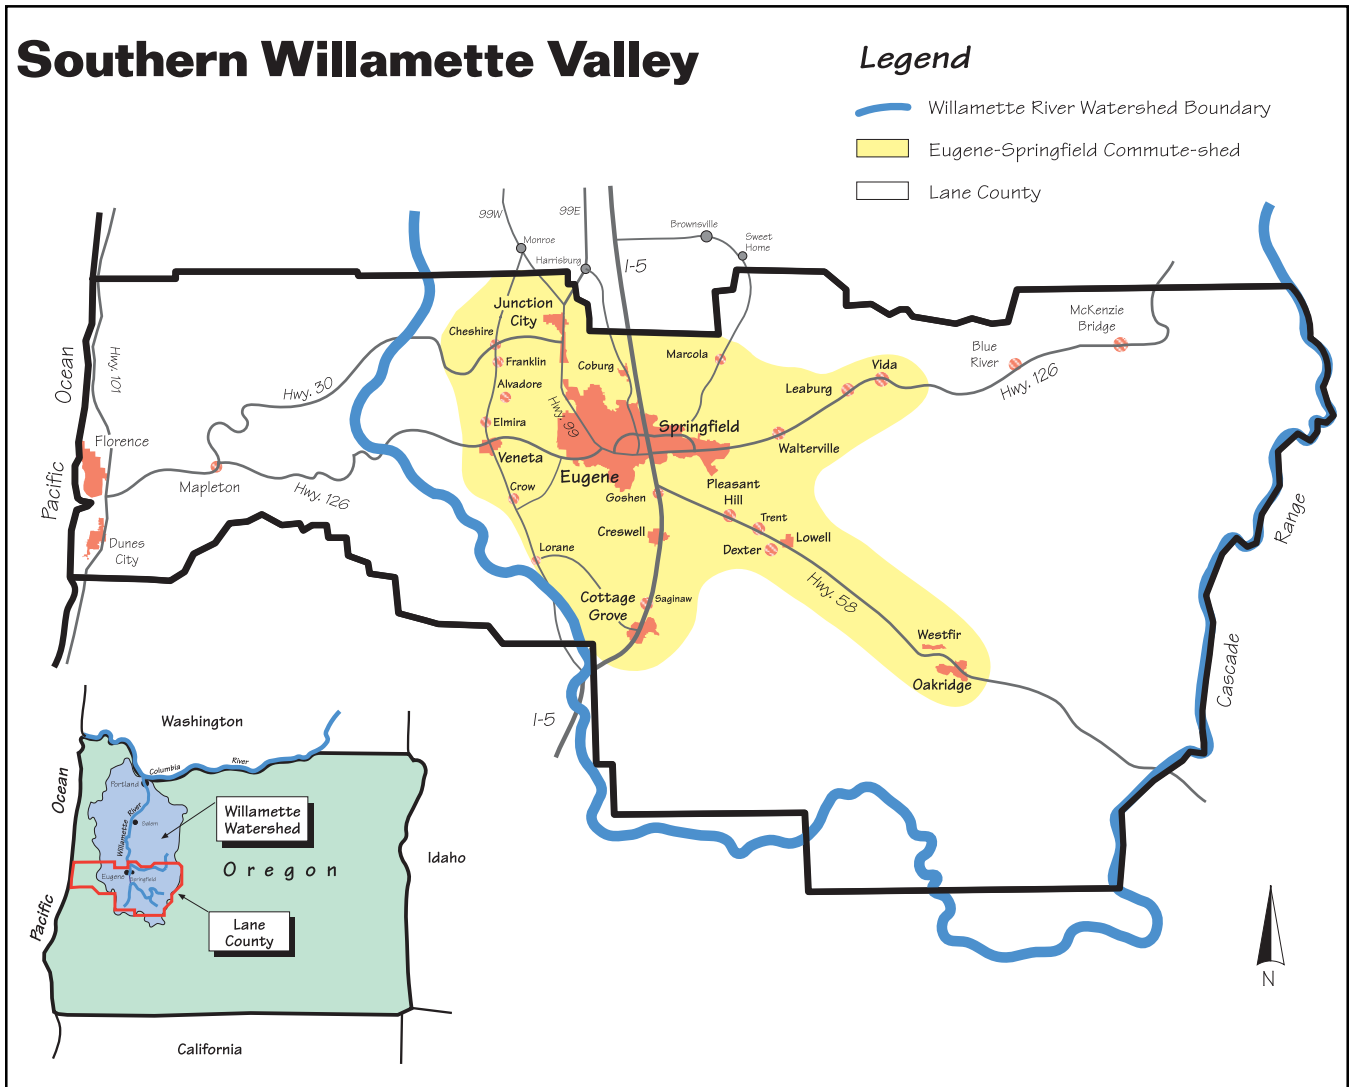 Southern Willamette Valley
Legend
Willamette River Watershed Boundary
Eugene-Springfield Commute-shed
Lane County
99W
99E
I-5
Brownsville
Sweet
Home
Monroe
Harrisburg
Junction
City
Cheshire
Franklin
Alvadore
Coburg
Marcola
Elmira
Veneta
Hwy. 99
Springfield
Eugene
Crow
Goshen
Pleasant
Hill
Trent
Creswell
Dexter
Lowell
Lorane
Cottage
Grove
Saginaw
Hwy. 58
Westfir
Oakridge
Leaburg
Vida
Walterville
Blue
River
McKenzie
Bridge
Hwy. 126
Hwy. 101
Hwy. 30
Florence
Mapleton
Hwy. 126
Dunes
City
Pacific Ocean
Cascade Range
I-5
Washington
Columbia River
Portland
Salem
Willamette River
Eugene
Springfield
Willamette
Watershed
Oregon
Idaho
Lane
County
Pacific Ocean
California
N